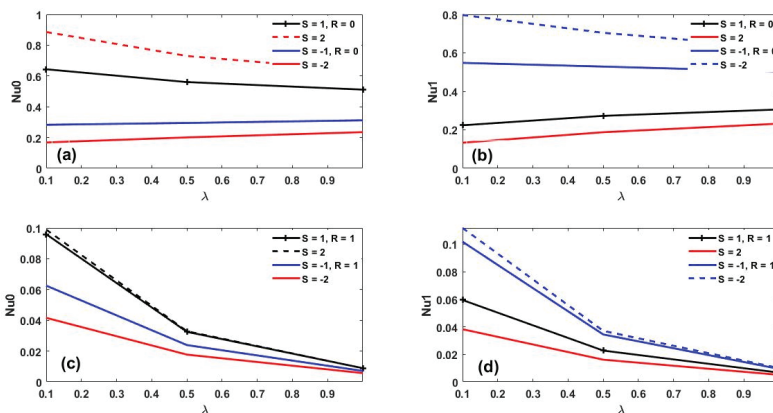 1
0.8
0.6
0.4
0.2
0
Nu0
S = 1, R = 0
S = 2
S = -1, R = 0
S = -2
(a)
0.1 0.2 0.3 0.4 0.5 0.6 0.7 0.8 0.9
λ
0.8
0.6
0.4
0.2
0
Nu1
S = 1, R = 0
S = 2
S = -1, R = 0
S = -2
(b)
0.1 0.2 0.3 0.4 0.5 0.6 0.7 0.8 0.9
λ
0.1
0.08
0.06
0.04
0.02
0
Nu0
S = 1, R = 1
S = 2
S = -1, R = 1
S = -2
(c)
0.1 0.2 0.3 0.4 0.5 0.6 0.7 0.8 0.9
λ
0.1
0.08
0.06
0.04
0.02
0
Nu1
S = 1, R = 1
S = 2
S = -1, R = 1
S = -2
(d)
0.1 0.2 0.3 0.4 0.5 0.6 0.7 0.8 0.9
λ